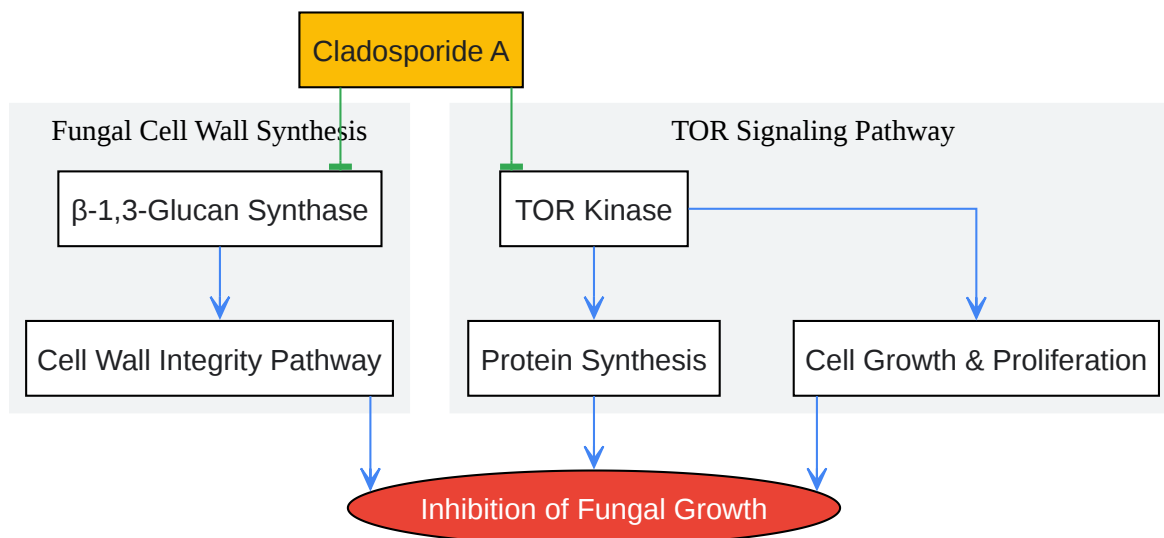 Cladosporide A
Fungal Cell Wall Synthesis
TOR Signaling Pathway
β-1,3-Glucan Synthase
TOR Kinase
Cell Wall Integrity Pathway
Protein Synthesis
Cell Growth & Proliferation
Inhibition of Fungal Growth